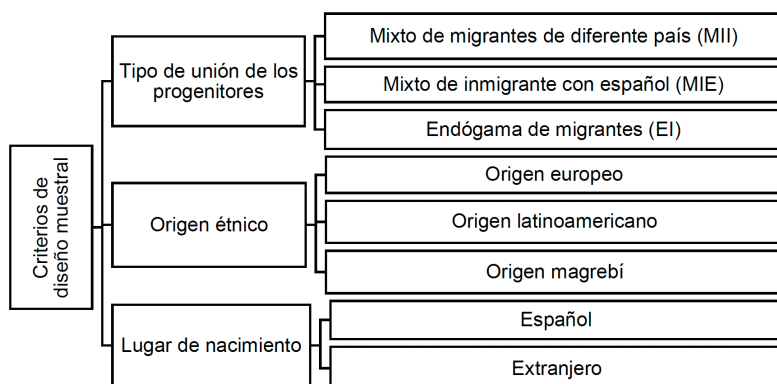 Criterios de
diseño muestral
Tipo de unión de los
progenitores
Mixto de migrantes de diferente país (MII)
Mixto de inmigrante con español (MIE)
Endógama de migrantes (EI)
Origen étnico
Origen europeo
Origen latinoamericano
Origen magrebí
Lugar de nacimiento
Español
Extranjero